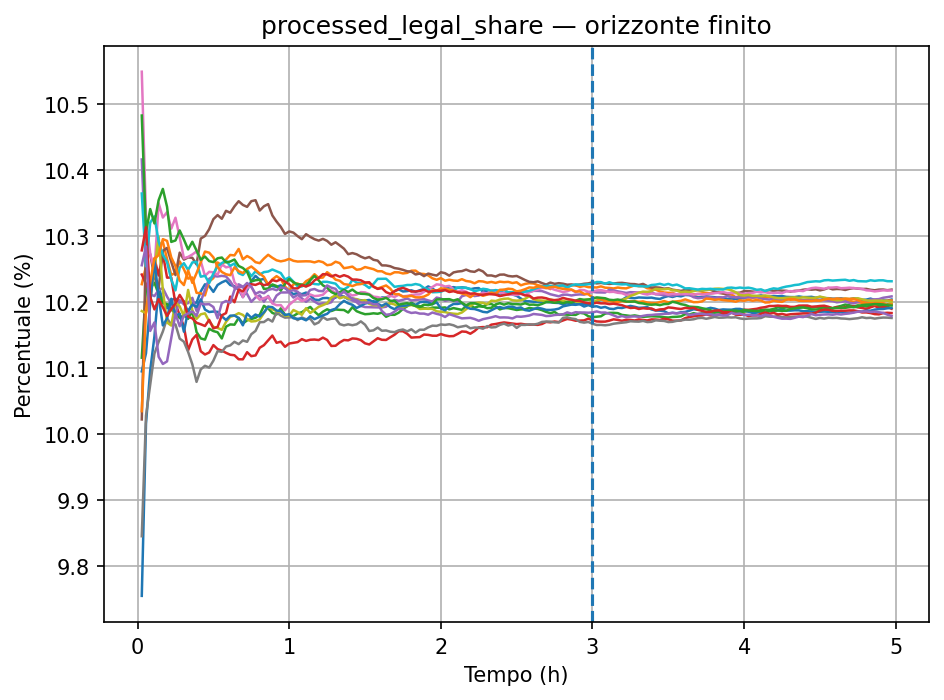 processed_legal_share — orizzonte finito
Percentuale (%)
10.5
10.4
10.3
10.2
10.1
10.0
9.9
9.8
0 1 2 3 4 5
Tempo (h)